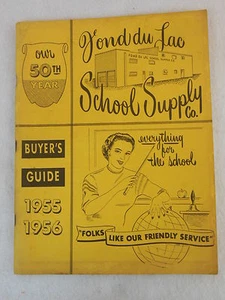 our
50TH
YEAR
Fond du Lac
School Supply
Co.
BUYER'S
GUIDE
1955
1956
everything
for
the school
"FOLKS LIKE OUR FRIENDLY SERVICE"